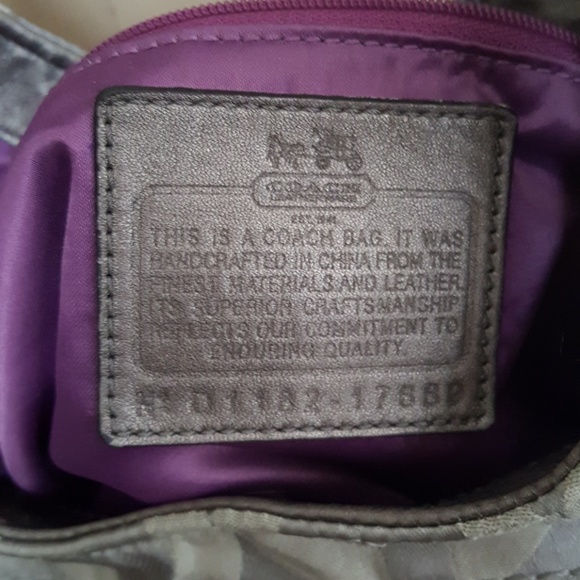 COACH
EST. 1941
THIS IS A COACH BAG. IT WAS
HANDCRAFTED IN CHINA FROM THE
FINEST MATERIALS AND LEATHER.
ITS SUPERIOR CRAFTSMANSHIP
REFLECTS OUR COMMITMENT TO
ENDURING QUALITY.